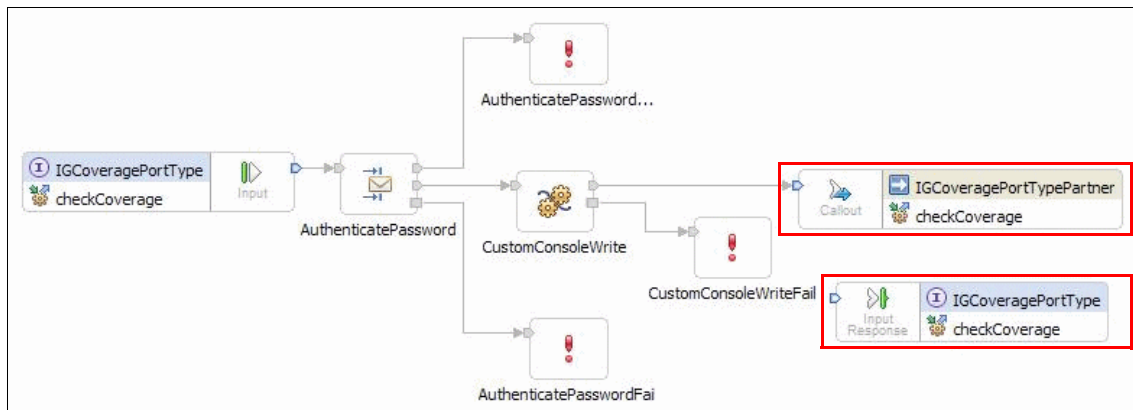 AuthenticatePassword...
IGCoveragePortType
checkCoverage
Input
AuthenticatePassword
CustomConsoleWrite
Callout
IGCoveragePortTypePartner
checkCoverage
CustomConsoleWriteFail
Input
Response
IGCoveragePortType
checkCoverage
AuthenticatePasswordFai